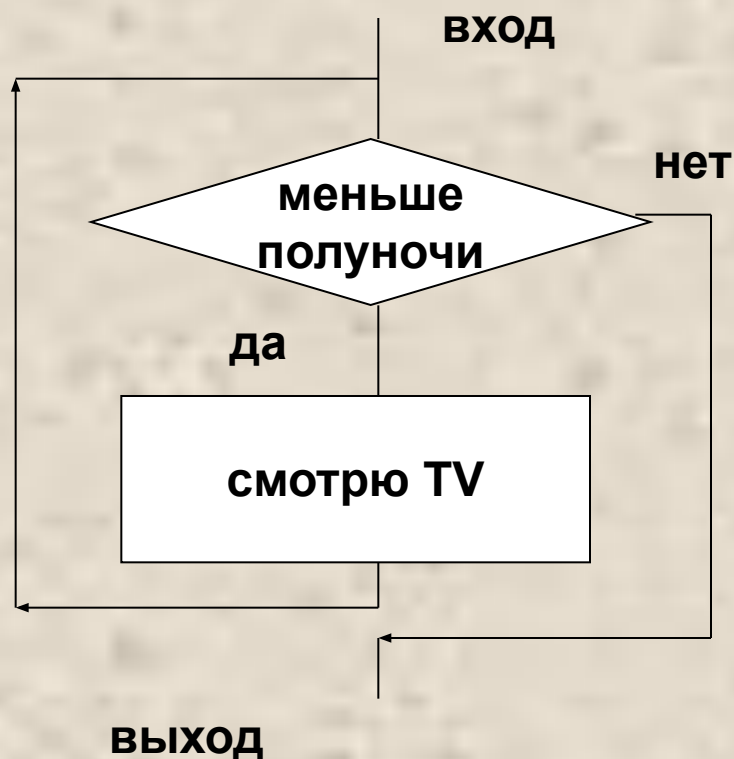 вход
нет
меньше
полуночи
да
смотрю TV
выход